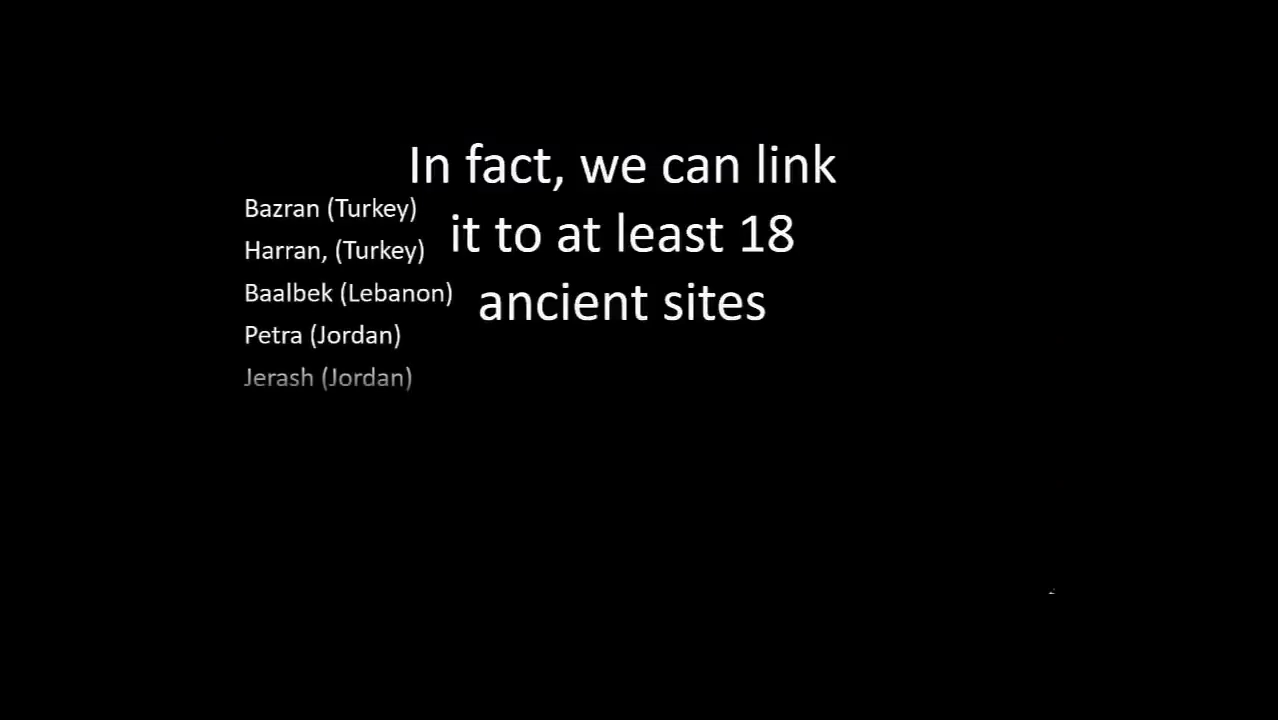 In fact, we can link
it to at least 18
ancient sites
Bazran (Turkey)
Harran, (Turkey)
Baalbek (Lebanon)
Petra (Jordan)
Jerash (Jordan)